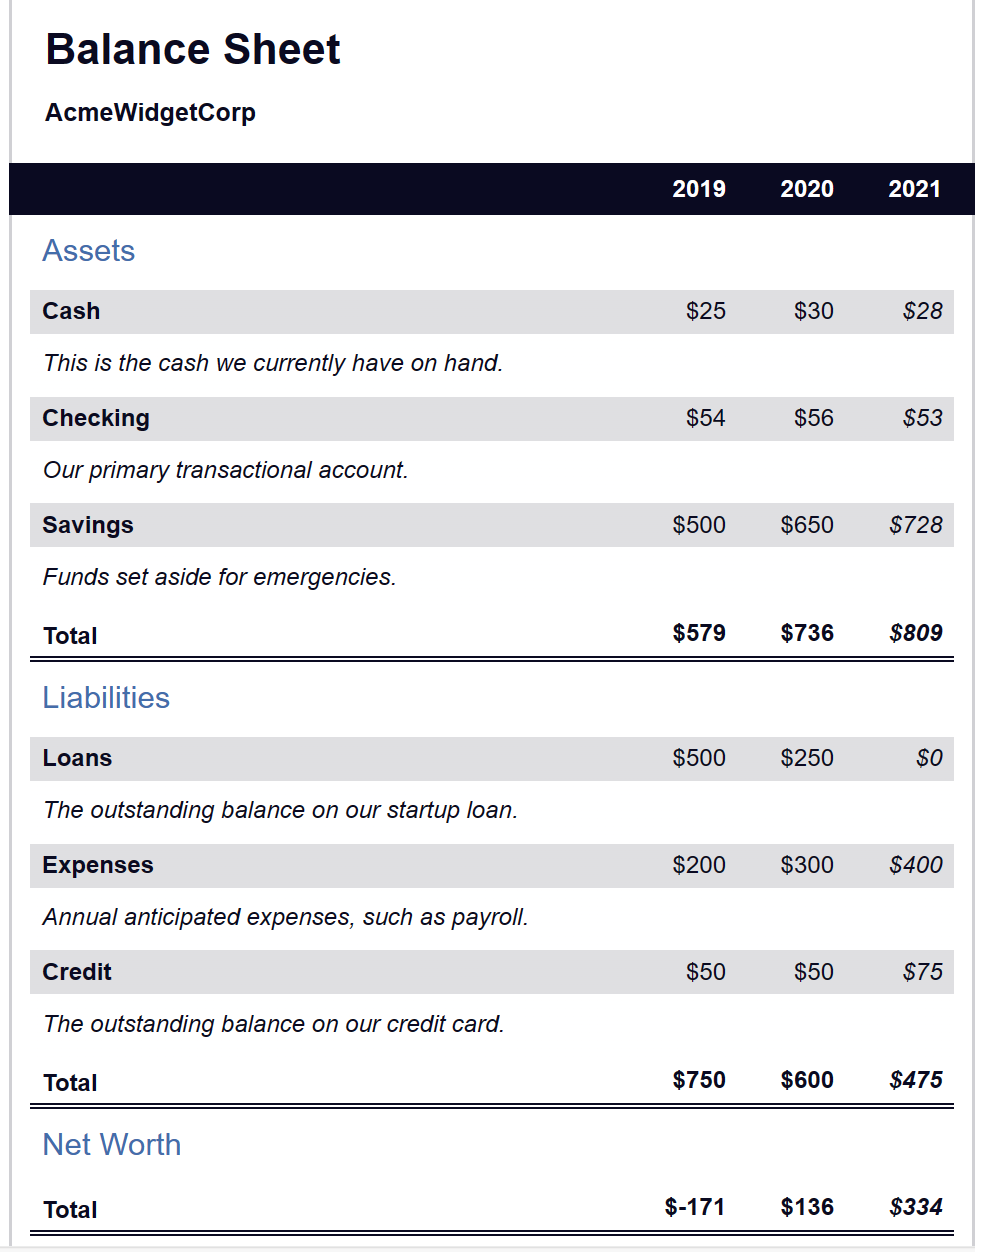 Balance Sheet
AcmeWidgetCorp
2019 2020 2021
Assets
Cash $25 $30 $28
This is the cash we currently have on hand.
Checking $54 $56 $53
Our primary transactional account.
Savings $500 $650 $728
Funds set aside for emergencies.
Total $579 $736 $809
Liabilities
Loans $500 $250 $0
The outstanding balance on our startup loan.
Expenses $200 $300 $400
Annual anticipated expenses, such as payroll.
Credit $50 $50 $75
The outstanding balance on our credit card.
Total $750 $600 $475
Net Worth
Total $-171 $136 $334